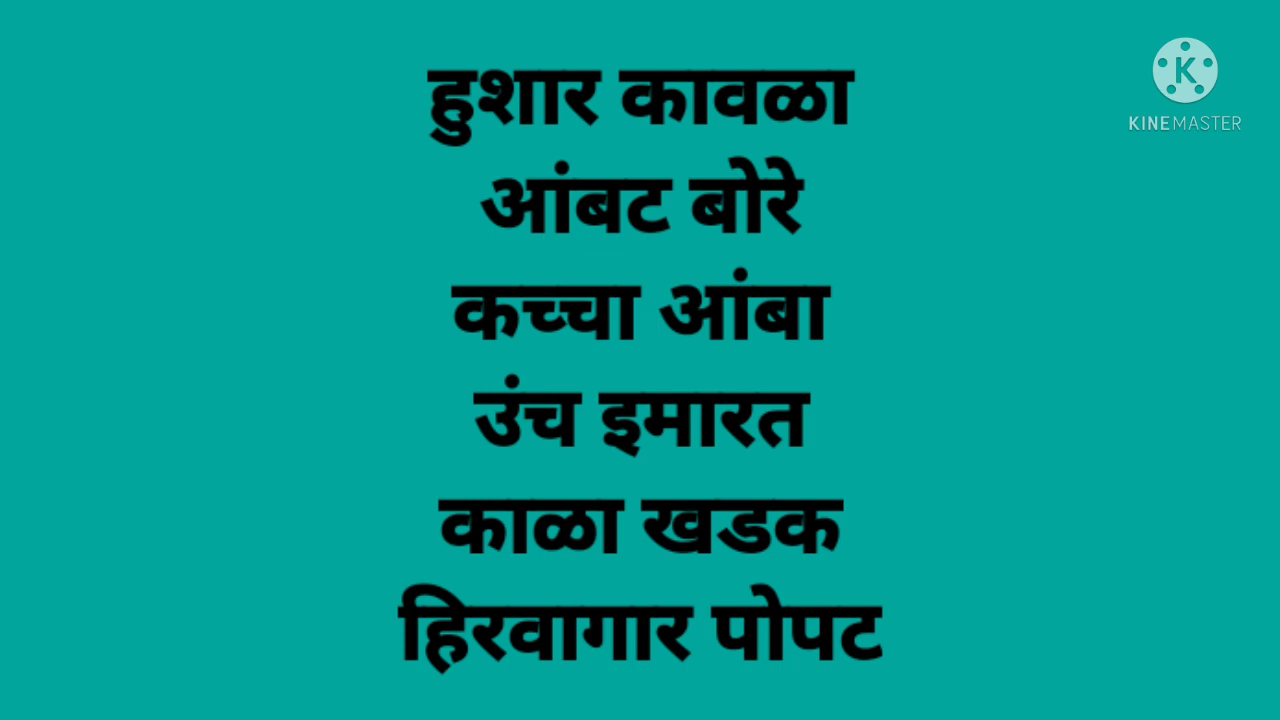 हुशार कावळा
आंबट बोरे
कच्चा आंबा
उंच इमारत
काळा खडक
हिरवागार पोपट
K
KINEMASTER